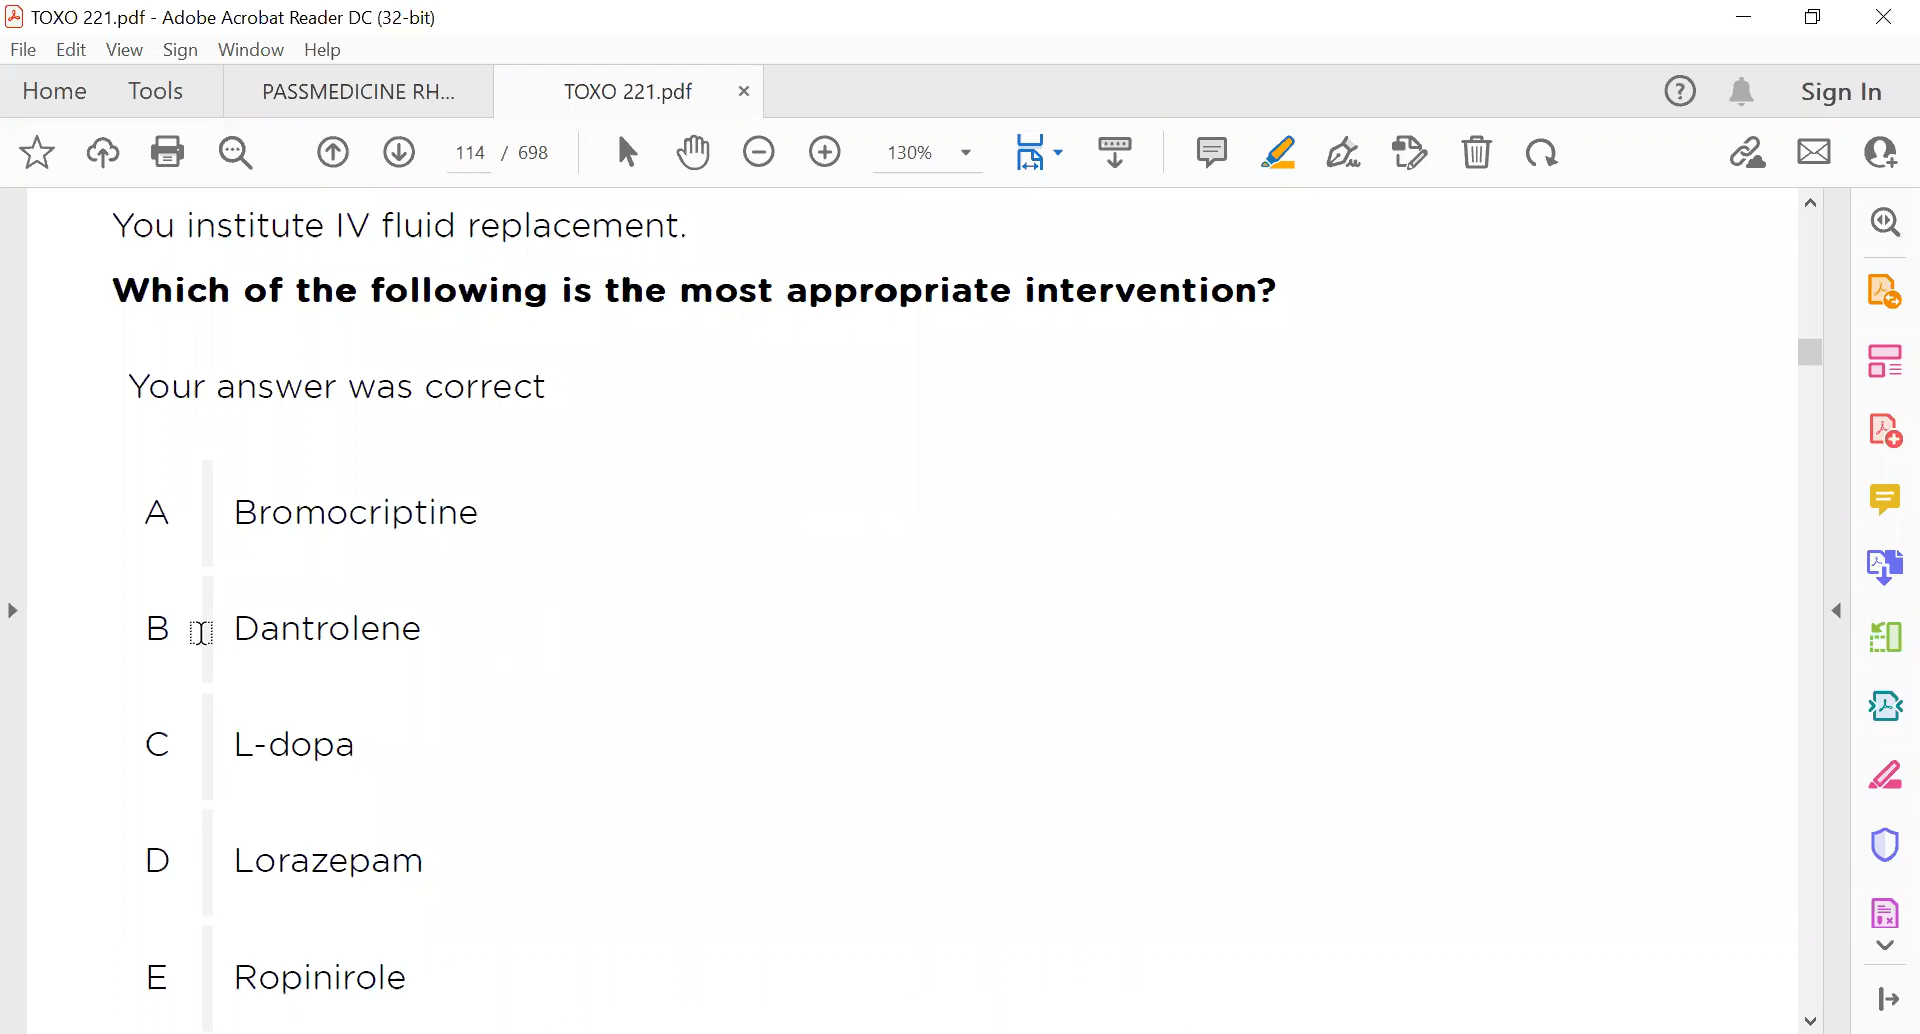 TOXO 221.pdf - Adobe Acrobat Reader DC (32-bit)
File Edit View Sign Window Help
Home Tools PASSMEDICINE RH... TOXO 221.pdf × Sign In
114 / 698 130%
You institute IV fluid replacement.
Which of the following is the most appropriate intervention?
Your answer was correct
A Bromocriptine
B Dantrolene
C L-dopa
D Lorazepam
E Ropinirole